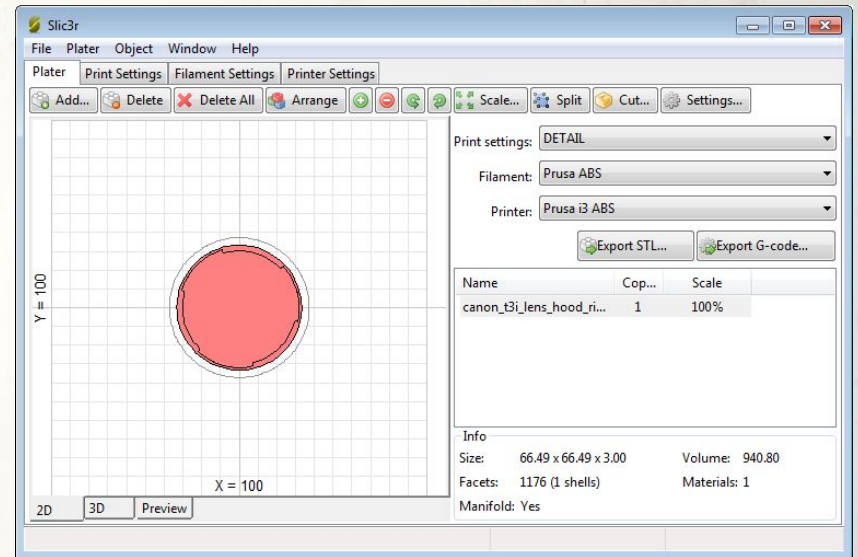 Slic3r
File Plater Object Window Help
Plater Print Settings Filament Settings Printer Settings
Add... Delete Delete All Arrange Scale... Split Cut... Settings...
Print settings: DETAIL
Filament: Prusa ABS
Printer: Prusa i3 ABS
Export STL... Export G-code...
Name Cop... Scale
canon_t3i_lens_hood_ri... 1 100%
Y = 100
X = 100
Info
Size: 66.49 x 66.49 x 3.00 Volume: 940.80
Facets: 1176 (1 shells) Materials: 1
Manifold: Yes
2D 3D Preview